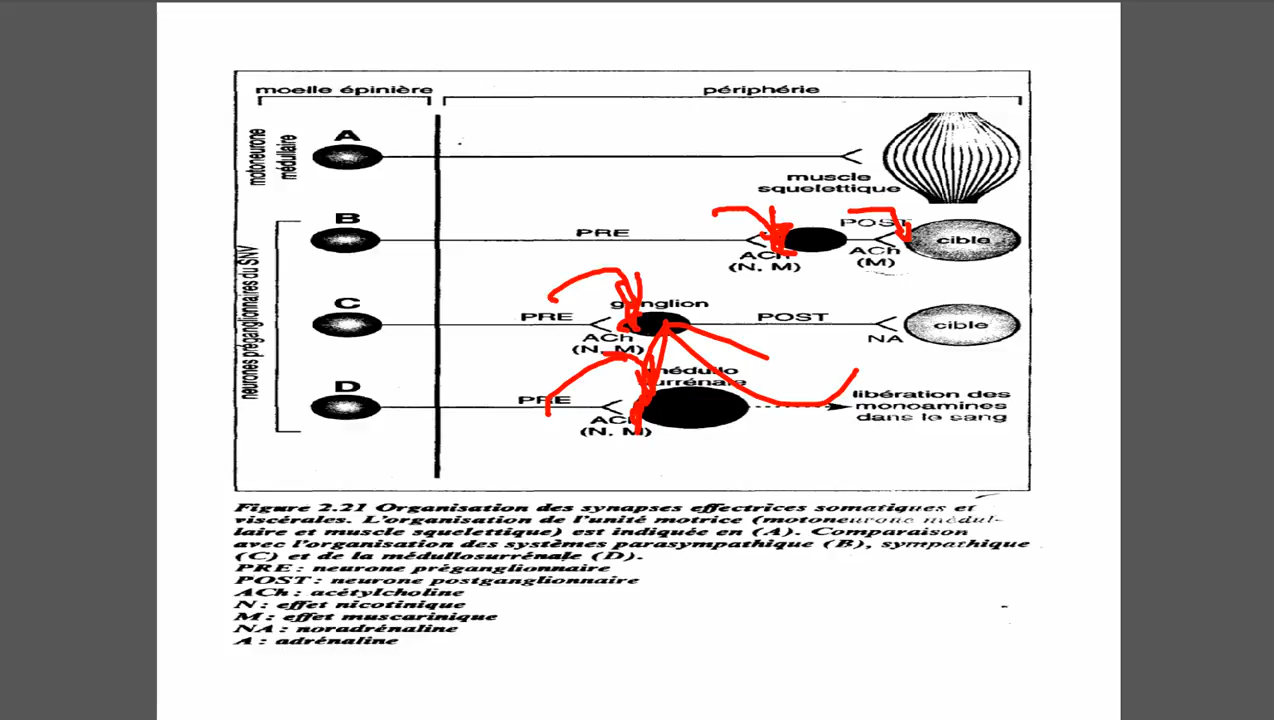 moelle épinière périphérie
motoneurone
médullaire
A
muscle
squelettique
neurones préganglionnaires du SNV
B
PRE
ACh
(N. M)
POST
ACh
(M)
cible
C
PRE
ganglion
ACh
(N. M)
POST
NA
cible
D
PRE
médullo
surrénale
ACh
(N. M)
libération des
monoamines
dans le sang
Figure 2.21 Organisation des synapses effectrices somatiques et
viscérales. L'organisation de l'unité motrice (motoneurone médul-
laire et muscle squelettique) est indiquée en (A). Comparaison
avec l'organisation des systèmes parasympathique (B), sympathique
(C) et de la médullosurrénale (D).
PRE : neurone préganglionnaire
POST : neurone postganglionnaire
ACh : acétylcholine
N : effet nicotinique
M : effet muscarinique
NA : noradrénaline
A : adrénaline